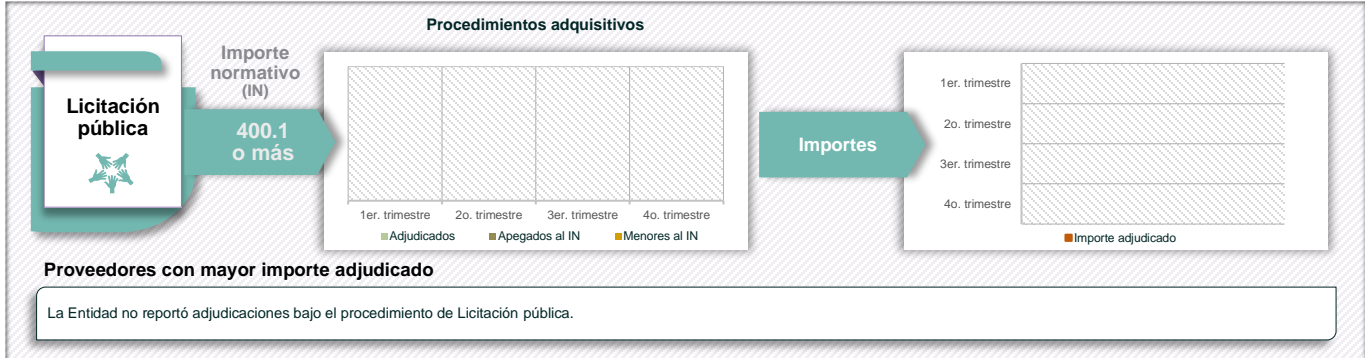 Procedimientos adquisitivos
Licitación
pública
Importe
normativo
(IN)
400.1
o más
1er. trimestre 2o. trimestre 3er. trimestre 4o. trimestre
Adjudicados Apegados al IN Menores al IN
Importes
1er. trimestre
2o. trimestre
3er. trimestre
4o. trimestre
Importe adjudicado
Proveedores con mayor importe adjudicado
La Entidad no reportó adjudicaciones bajo el procedimiento de Licitación pública.